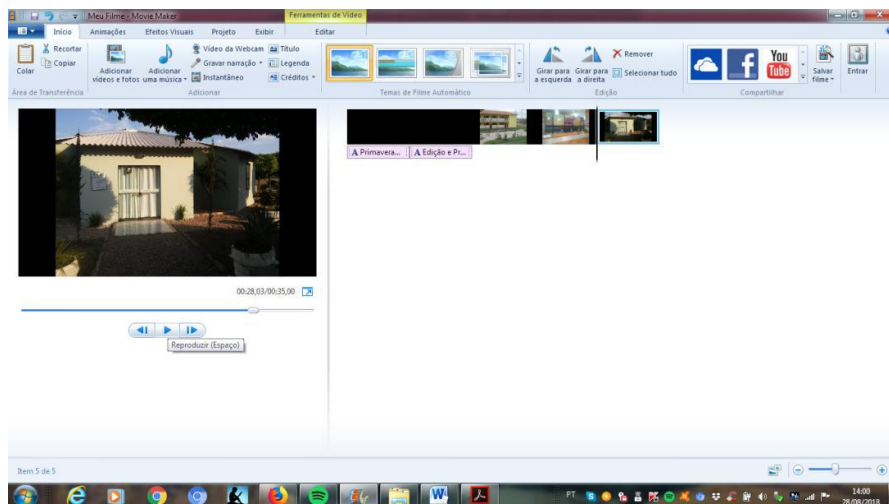 Meu Filme - Movie Maker
Ferramentas de Vídeo
Início Animações Efeitos Visuais Projeto Exibir Editar
Colar
Recortar
Copiar
Área de Transferência
Adicionar vídeos e fotos
Adicionar uma música
Vídeo da Webcam
Gravar narração
Instantâneo
Título
Legenda
Créditos
Adicionar
Temas de Filme Automático
Girar para a esquerda
Girar para a direita
Remover
Selecionar tudo
Edição
You Tube
Compartilhar
Salvar filme
Entrar
A Primavera...
A Edição e Pr...
00:28,03/00:35,00
Reproduzir (Espaço)
Item 5 de 5
PT
14:00
28/08/2018